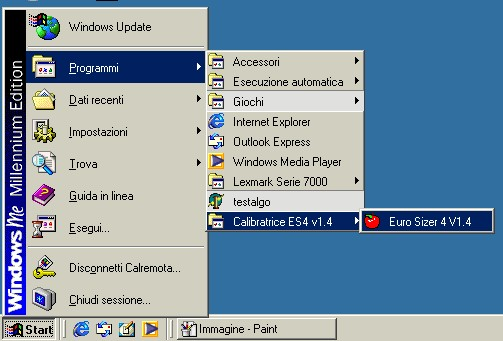 Windows Me Millennium Edition
Windows Update
Programmi
Dati recenti
Impostazioni
Trova
Guida in linea
Esegui...
Disconnetti Calremota...
Chiudi sessione...
Accessori
Esecuzione automatica
Giochi
Internet Explorer
Outlook Express
Windows Media Player
Lexmark Serie 7000
testalgo
Calibratrice ES4 v1.4
Euro Sizer 4 V1.4
Start
Immagine - Paint